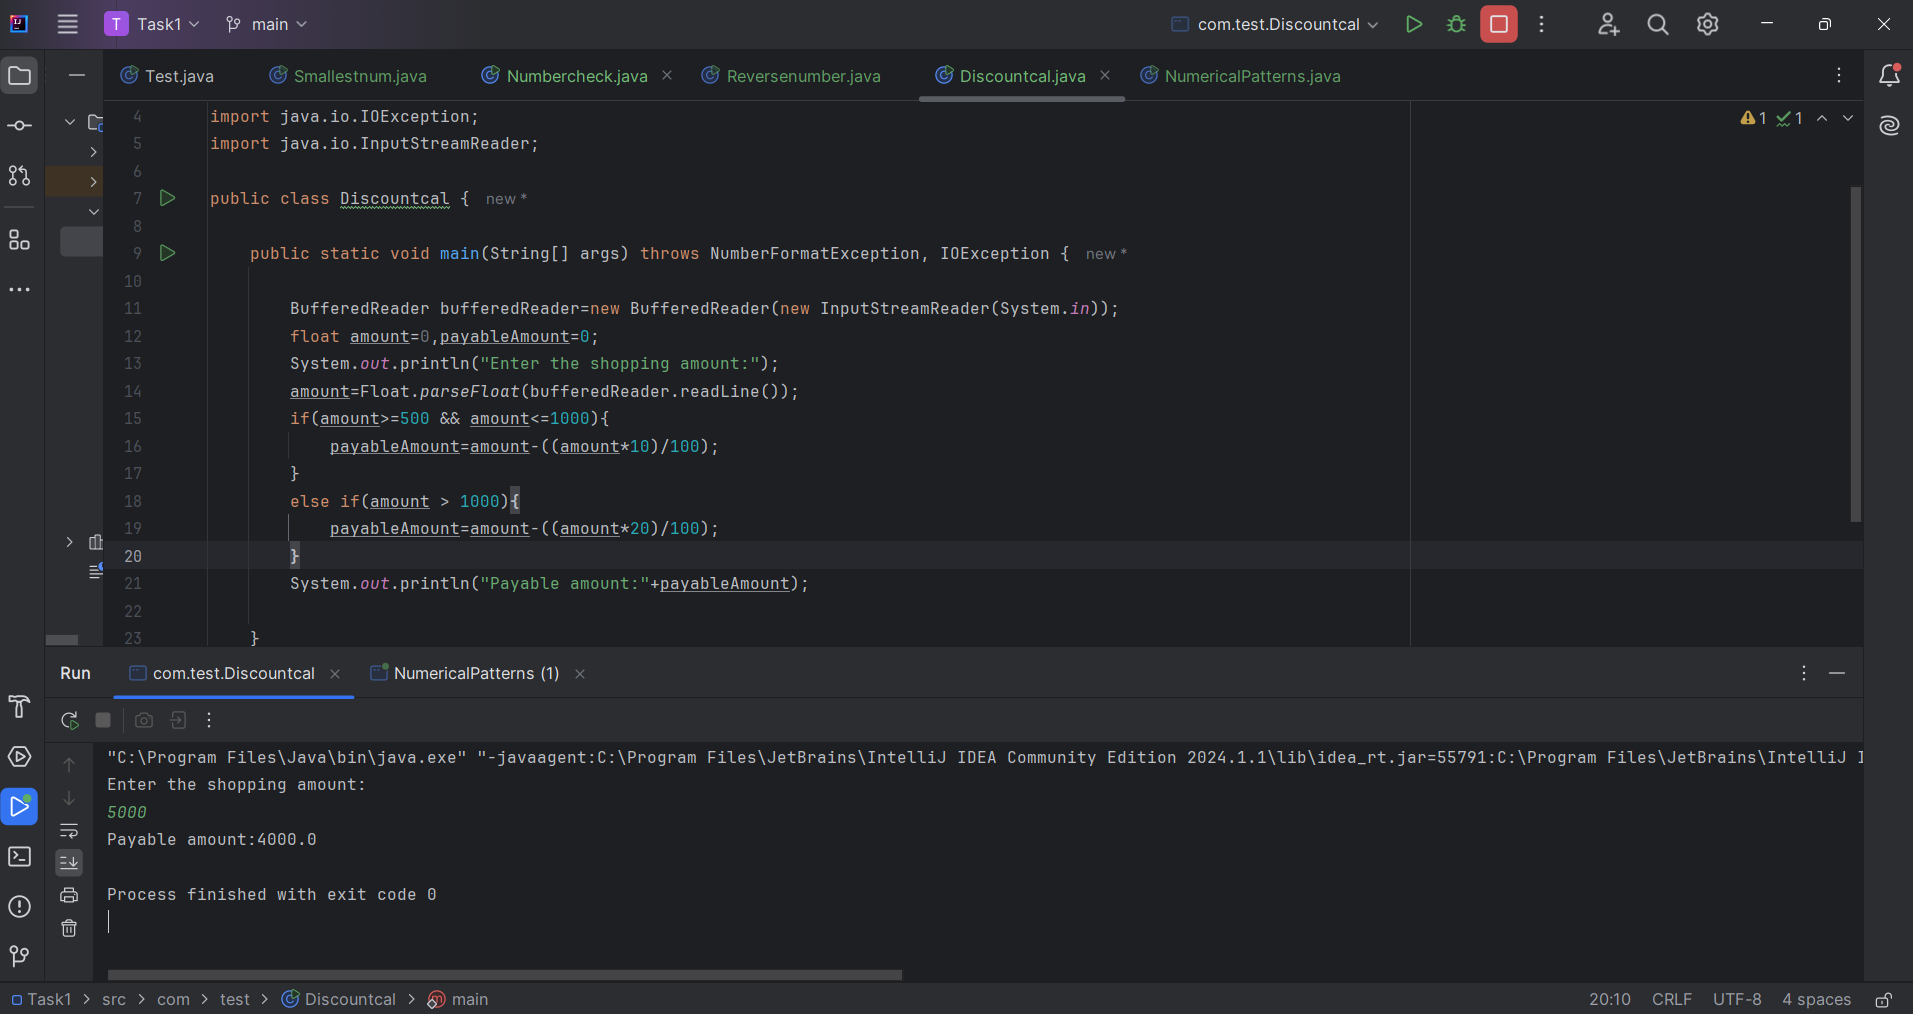 T Task1 main com.test.Discountcal
Test.java Smallestnum.java Numbercheck.java Reversenumber.java Discountcal.java NumericalPatterns.java
4 import java.io.IOException;
5 import java.io.InputStreamReader;
6
7 public class Discountcal { new *
8
9 public static void main(String[] args) throws NumberFormatException, IOException { new *
10
11 BufferedReader bufferedReader=new BufferedReader(new InputStreamReader(System.in));
12 float amount=0,payableAmount=0;
13 System.out.println("Enter the shopping amount:");
14 amount=Float.parseFloat(bufferedReader.readLine());
15 if(amount>=500 && amount<=1000){
16 payableAmount=amount-((amount*10)/100);
17 }
18 else if(amount > 1000){
19 payableAmount=amount-((amount*20)/100);
20 }
21 System.out.println("Payable amount:"+payableAmount);
22
23 }
1 1
Run com.test.Discountcal NumericalPatterns (1)
"C:\Program Files\Java\bin\java.exe" "-javaagent:C:\Program Files\JetBrains\IntelliJ IDEA Community Edition 2024.1.1\lib\idea_rt.jar=55791:C:\Program Files\JetBrains\IntelliJ I
Enter the shopping amount:
5000
Payable amount:4000.0
Process finished with exit code 0
Task1 > src > com > test > Discountcal > main 20:10 CRLF UTF-8 4 spaces